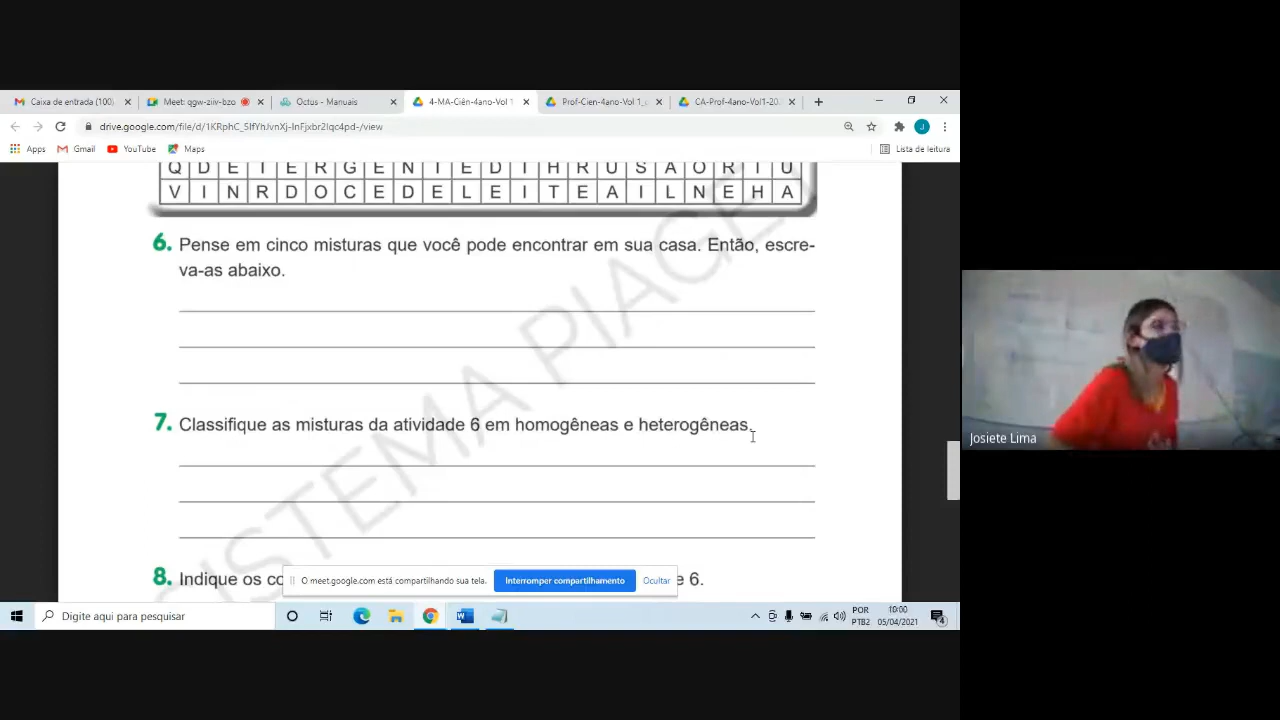 Caixa de entrada (100)
Meet: qgw-ziiv-bzo
Octus - Manuais
4-MA-Ciên-4ano-Vol 1
Prof-Cien-4ano-Vol 1_
CA-Prof-4ano-Vol1-20
drive.google.com/file/d/1KRphC_SIfYhJvnXj-InFjxbr2Iqc4pd-/view
Apps
Gmail
YouTube
Maps
Lista de leitura
Q D E T E R G E N T E D T H R U S A O R T U
V I N R D O C E D E L E I T E A I L N E H A
6. Pense em cinco misturas que você pode encontrar em sua casa. Então, escre-
va-as abaixo.
7. Classifique as misturas da atividade 6 em homogêneas e heterogêneas.
SISTEMA PIAGET
8. Indique os co
e 6.
O meet.google.com está compartilhando sua tela.
Interromper compartilhamento
Ocultar
Josiete Lima
Digite aqui para pesquisar
POR
PTB2
10:00
05/04/2021
4